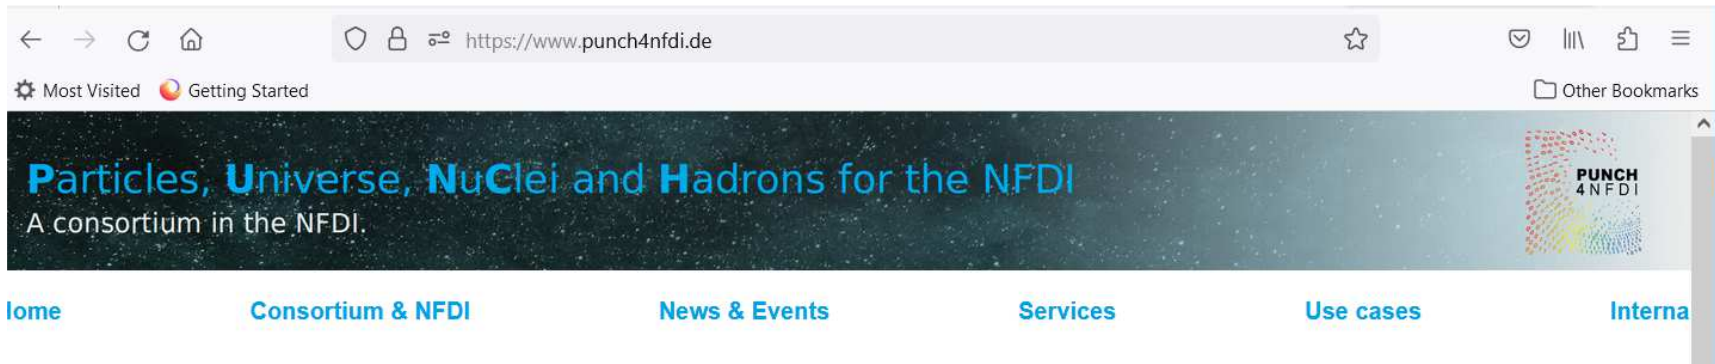 https://www.punch4nfdi.de
Most Visited Getting Started Other Bookmarks
Particles, Universe, NuClei and Hadrons for the NFDI
A consortium in the NFDI.
PUNCH
4NFDI
lome Consortium & NFDI News & Events Services Use cases Interna